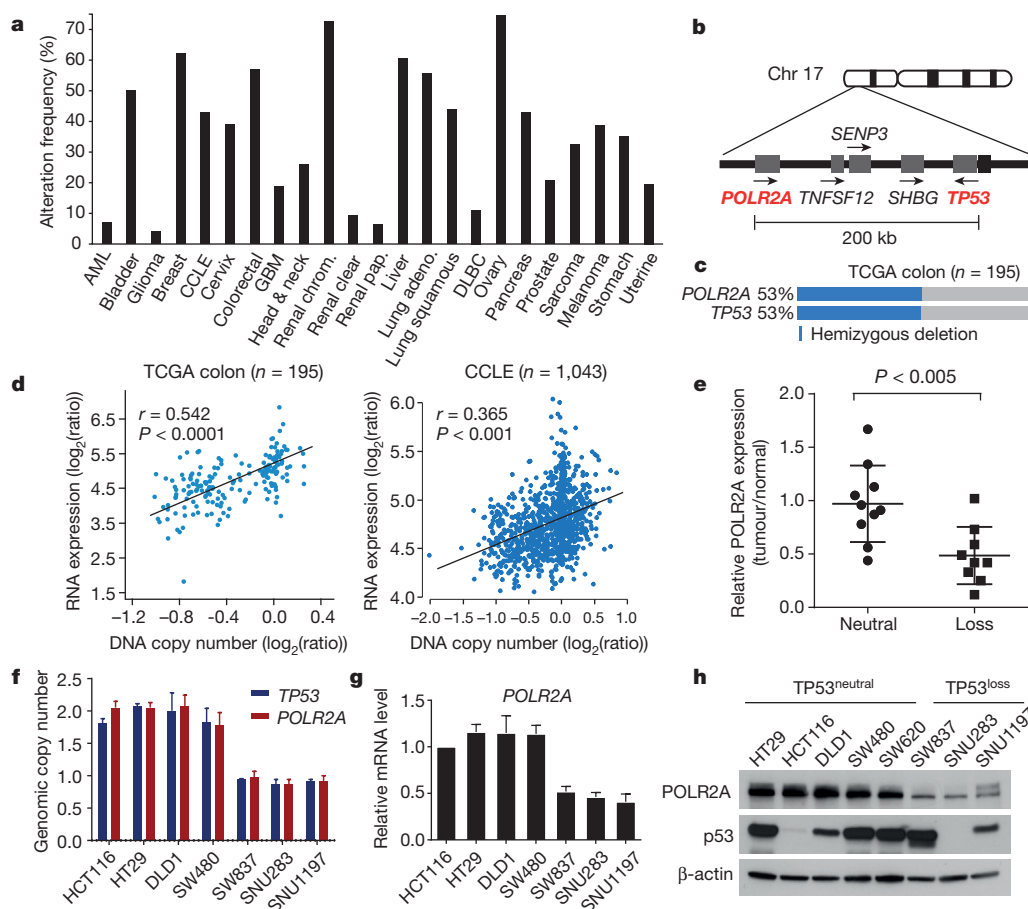 a
Alteration frequency (%)
70
60
50
40
30
20
10
0
AML
Bladder
Glioma
Breast
CCLE
Cervix
Colorectal
GBM
Head & neck
Renal chrom.
Renal clear
Renal pap.
Liver
Lung adeno.
Lung squamous
DLBC
Ovary
Pancreas
Prostate
Sarcoma
Melanoma
Stomach
Uterine
b
Chr 17
SENP3
POLR2A TNFSF12 SHBG TP53
200 kb
c
TCGA colon (n = 195)
POLR2A 53%
TP53 53%
Hemizygous deletion
d
TCGA colon (n = 195)
r = 0.542
P < 0.0001
RNA expression (log2(ratio))
7.5
5.5
3.5
1.5
−1.2 −0.8 −0.4 0.0 0.4
DNA copy number (log2(ratio))
CCLE (n = 1,043)
r = 0.365
P < 0.001
RNA expression (log2(ratio))
6.0
5.5
5.0
4.5
4.0
−2.0 −1.5 −1.0 −0.5 0.0 0.5 1.0
DNA copy number (log2(ratio))
e
P < 0.005
Relative POLR2A expression
(tumour/normal)
2.0
1.5
1.0
0.5
0.0
Neutral Loss
f
Genomic copy number
2.5
2.0
1.5
1.0
0.5
0.0
TP53
POLR2A
HCT116
HT29
DLD1
SW480
SW837
SNU283
SNU1197
g
POLR2A
Relative mRNA level
1.5
1.0
0.5
0.0
HCT116
HT29
DLD1
SW480
SW837
SNU283
SNU1197
h
TP53neutral TP53loss
HT29
HCT116
DLD1
SW480
SW620
SW837
SNU283
SNU1197
POLR2A
p53
β-actin